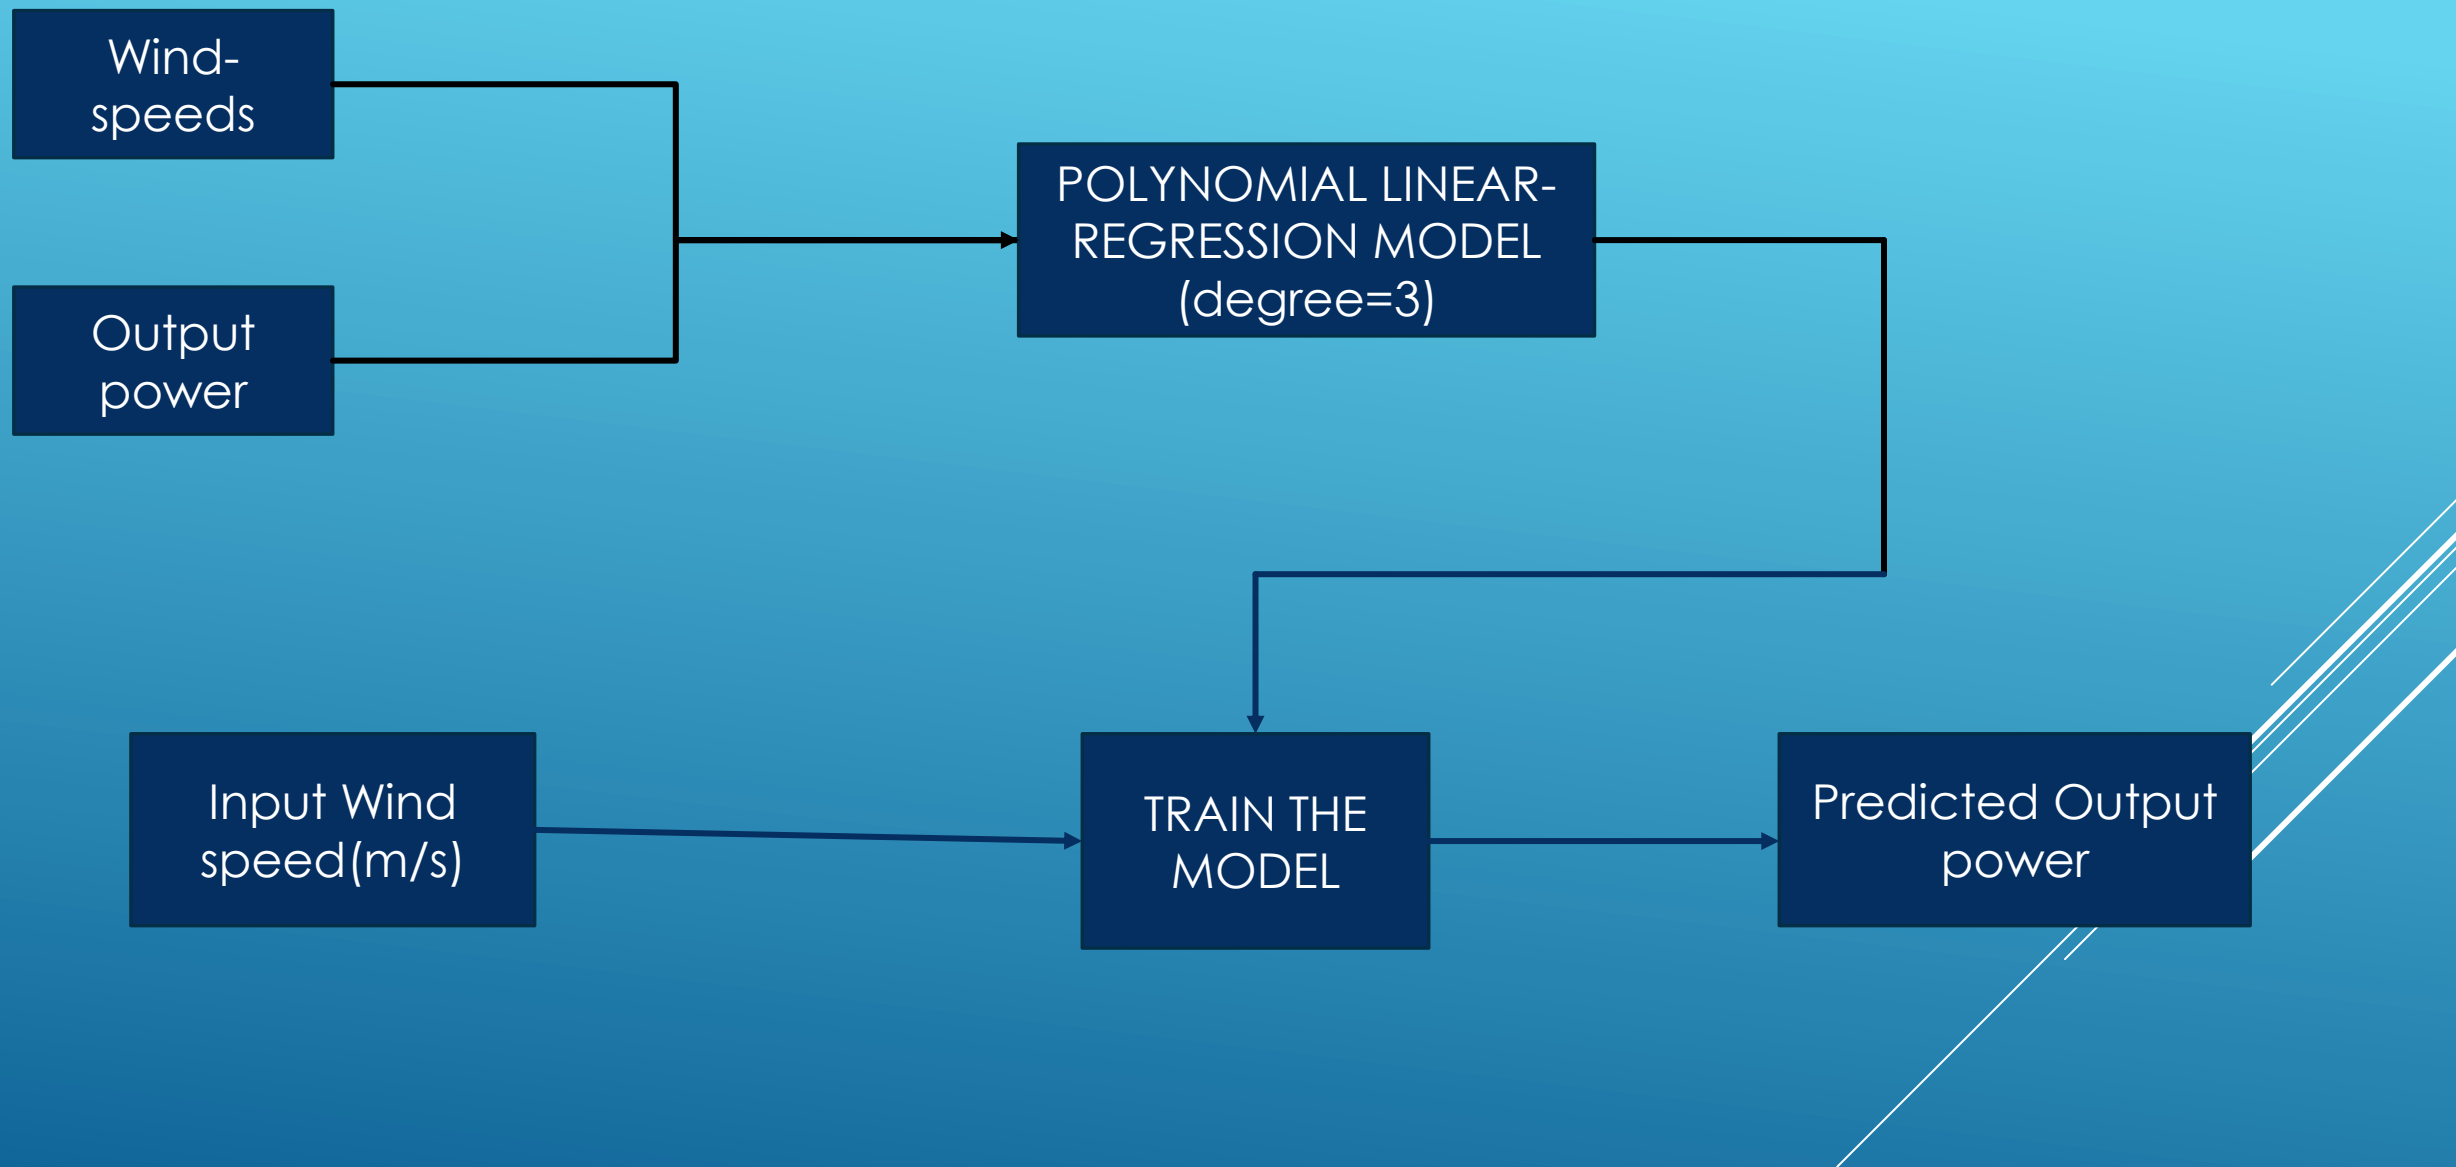 Wind-
speeds
POLYNOMIAL LINEAR-
REGRESSION MODEL
(degree=3)
Output
power
Input Wind
speed(m/s)
TRAIN THE
MODEL
Predicted Output
power